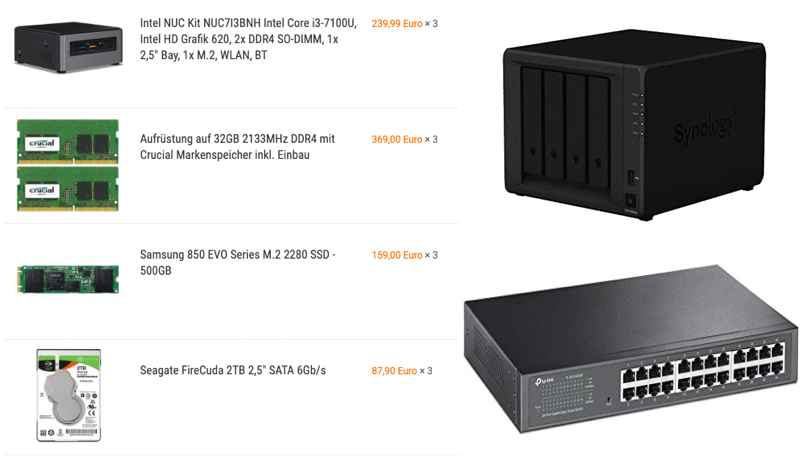 Intel NUC Kit NUC7I3BNH Intel Core i3-7100U,
Intel HD Grafik 620, 2x DDR4 SO-DIMM, 1x
2,5" Bay, 1x M.2, WLAN, BT
239,99 Euro × 3
crucial
crucial
Aufrüstung auf 32GB 2133MHz DDR4 mit
Crucial Markenspeicher inkl. Einbau
369,00 Euro × 3
Samsung 850 EVO Series M.2 2280 SSD -
500GB
159,00 Euro × 3
2TB
Seagate FireCuda 2TB 2,5" SATA 6Gb/s
87,90 Euro × 3
Synology
tp-link